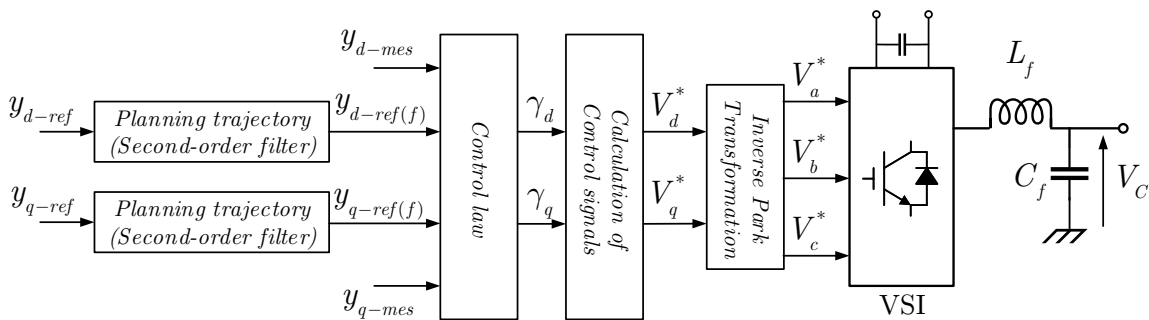 y_{d-ref}
Planning trajectory
(Second-order filter)
y_{d-ref(f)}
y_{q-ref}
Planning trajectory
(Second-order filter)
y_{q-ref(f)}
y_{d-mes}
y_{q-mes}
Control law
γ_d
γ_q
Calculation of
Control signals
V_d^*
V_q^*
Inverse Park
Transformation
V_a^*
V_b^*
V_c^*
VSI
L_f
C_f
V_C